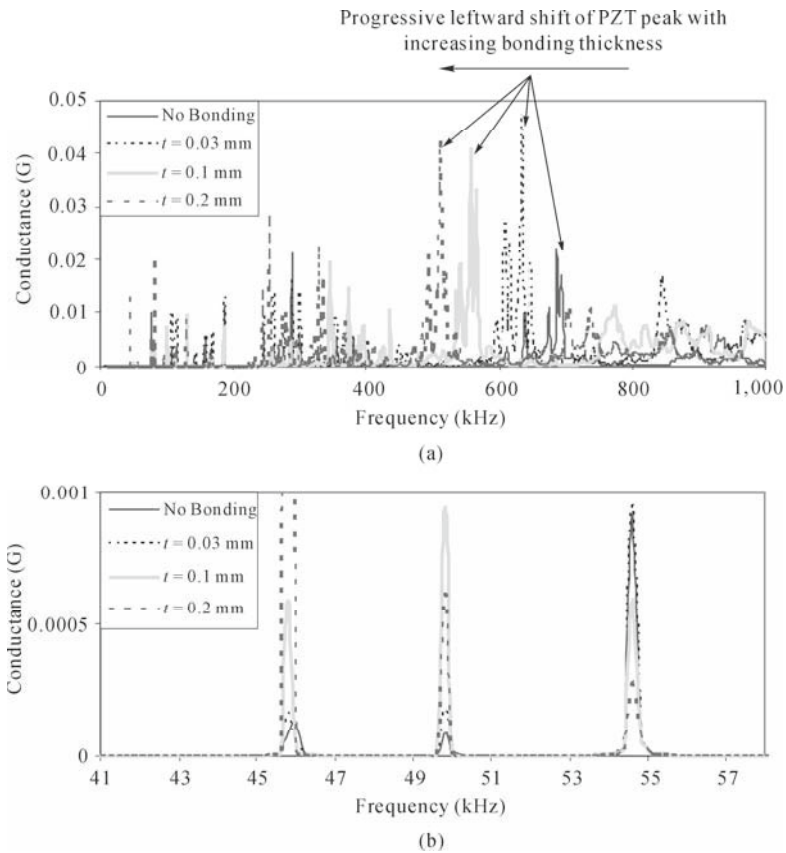 Progressive leftward shift of PZT peak with
increasing bonding thickness
0.05
0.04
0.03
0.02
0.01
0
Conductance (G)
No Bonding
t = 0.03 mm
t = 0.1 mm
t = 0.2 mm
0 200 400 600 800 1,000
Frequency (kHz)
(a)
0.001
0.0005
0
Conductance (G)
No Bonding
t = 0.03 mm
t = 0.1 mm
t = 0.2 mm
41 43 45 47 49 51 53 55 57
Frequency (kHz)
(b)